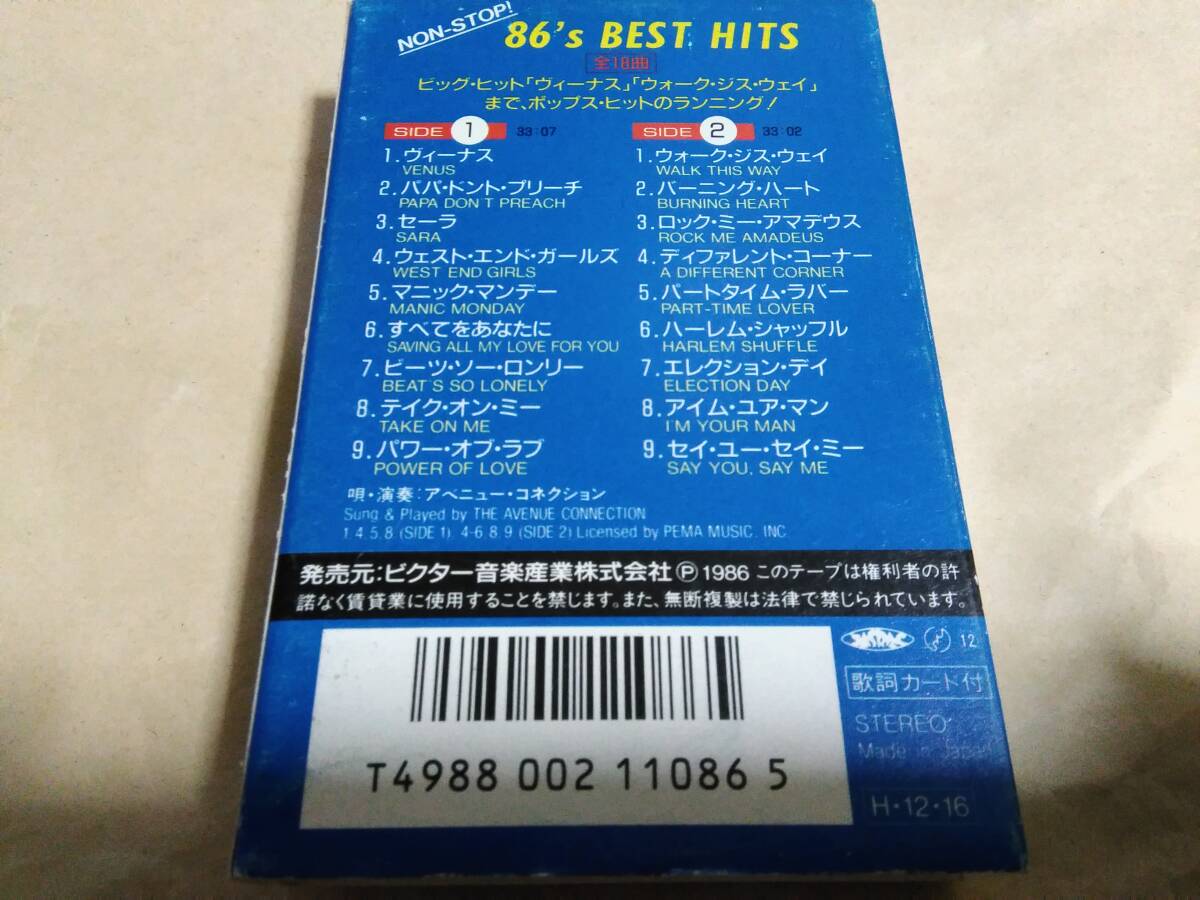 NON-STOP!
86's BEST HITS
全18曲
ビッグ・ヒット「ヴィーナス」「ウォーク・ジス・ウェイ」
まで、ポップス・ヒットのランニング!
SIDE 1 33:07
1.ヴィーナス
VENUS
2.パパ・ドント・プリーチ
PAPA DON T PREACH
3.セーラ
SARA
4.ウェスト・エンド・ガールズ
WEST END GIRLS
5.マニック・マンデー
MANIC MONDAY
6.すべてをあなたに
SAVING ALL MY LOVE FOR YOU
7.ビーツ・ソー・ロンリー
BEAT'S SO LONELY
8.テイク・オン・ミー
TAKE ON ME
9.パワー・オブ・ラブ
POWER OF LOVE
SIDE 2 33:02
1.ウォーク・ジス・ウェイ
WALK THIS WAY
2.バーニング・ハート
BURNING HEART
3.ロック・ミー・アマデウス
ROCK ME AMADEUS
4.ディファレント・コーナー
A DIFFERENT CORNER
5.パートタイム・ラバー
PART-TIME LOVER
6.ハーレム・シャッフル
HARLEM SHUFFLE
7.エレクション・デイ
ELECTION DAY
8.アイム・ユア・マン
I'M YOUR MAN
9.セイ・ユー・セイ・ミー
SAY YOU, SAY ME
唄・演奏:アベニュー・コネクション
Sung & Played by THE AVENUE CONNECTION
1.4.5.8 (SIDE 1), 4-6.8.9 (SIDE 2) Licensed by PEMA MUSIC. INC.
発売元:ビクター音楽産業株式会社Ⓟ1986 このテープは権利者の許
諾なく賃貸業に使用することを禁じます。また、無断複製は法律で禁じられています。
12
歌詞カード付
STEREO
Made in Japan
H・12・16
T4988 002 11086 5